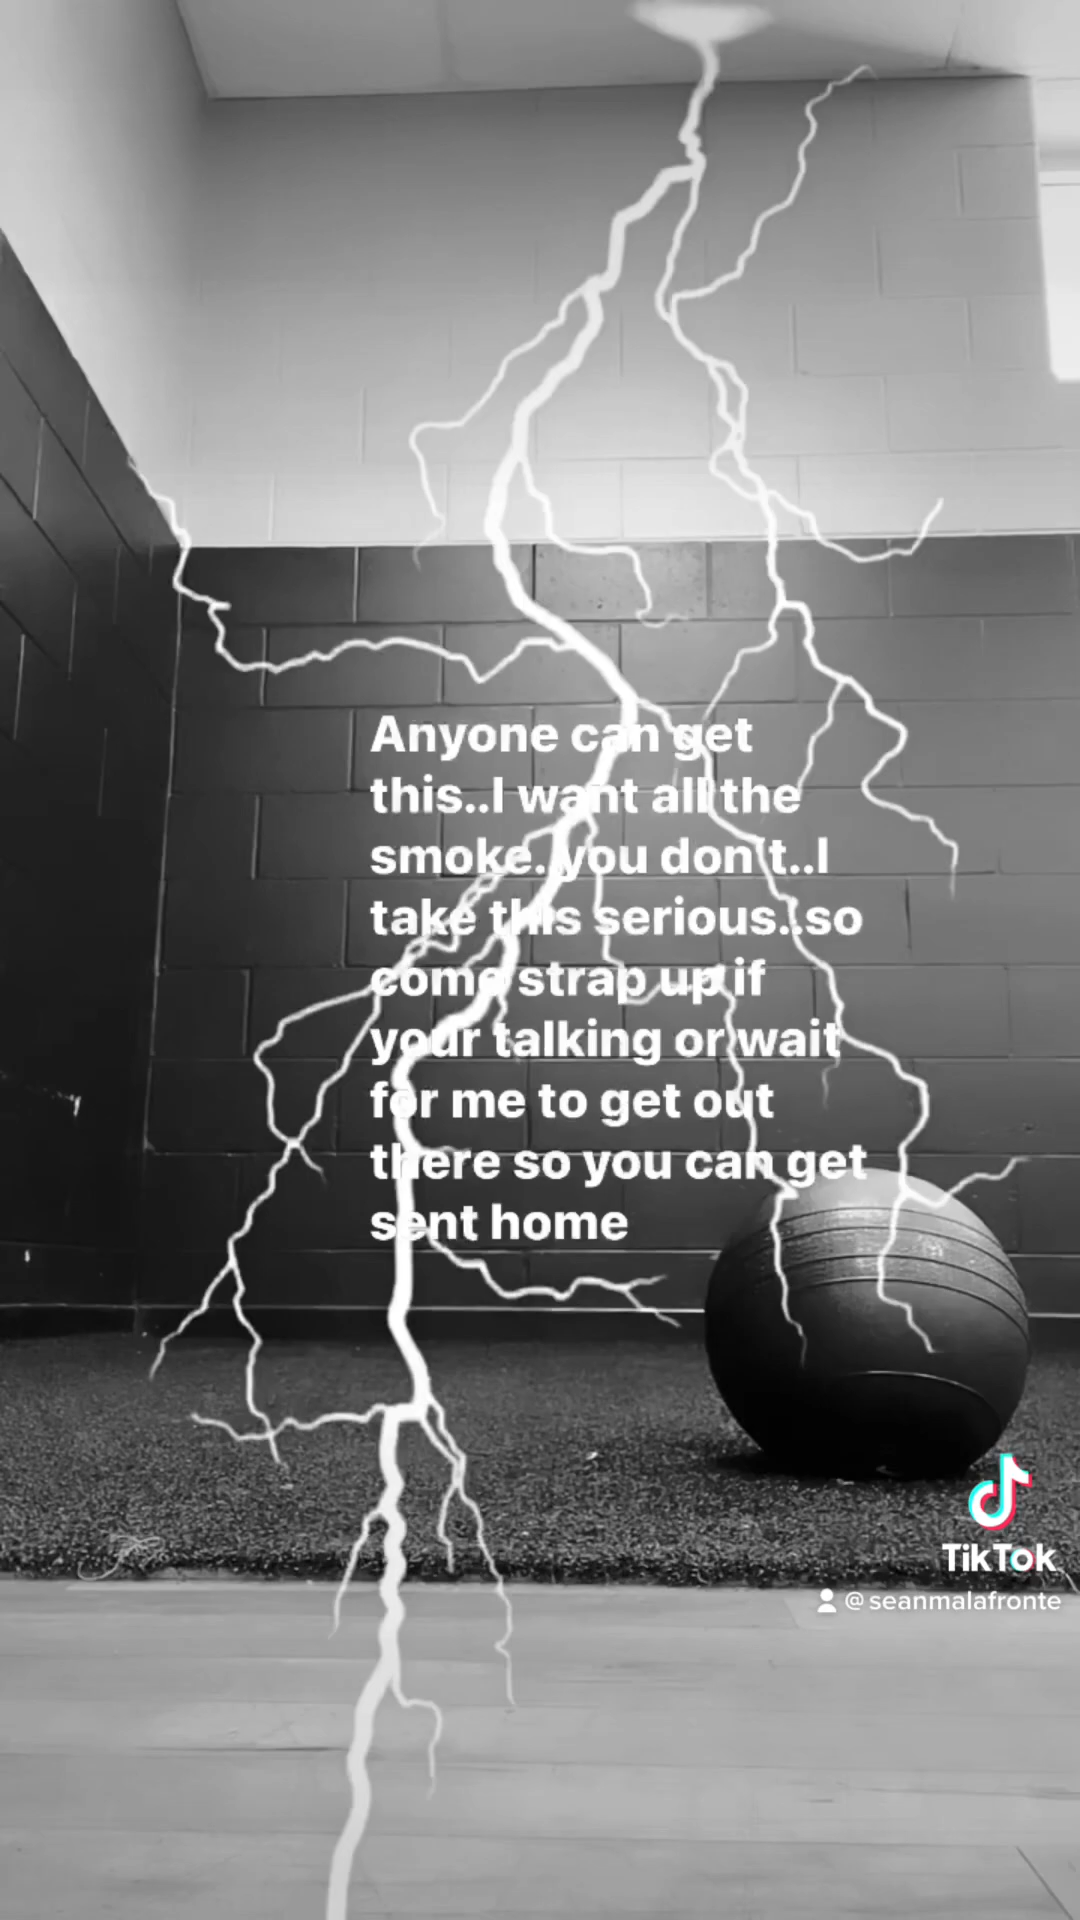 Anyone can get
this..I want all the
smoke..you don't..I
take this serious..so
come strap up if
your talking or wait
for me to get out
there so you can get
sent home
TikTok
@seanmalafronte